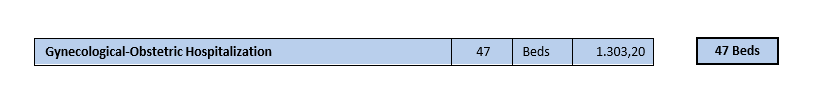 Gynecological-Obstetric Hospitalization 47 Beds 1.303,20 47 Beds